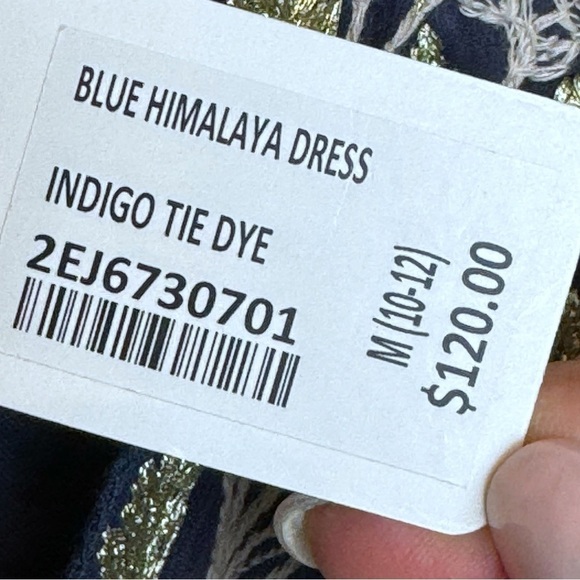 BLUE HIMALAYA DRESS
INDIGO TIE DYE
2EJ6730701
M (10-12)
$120.00